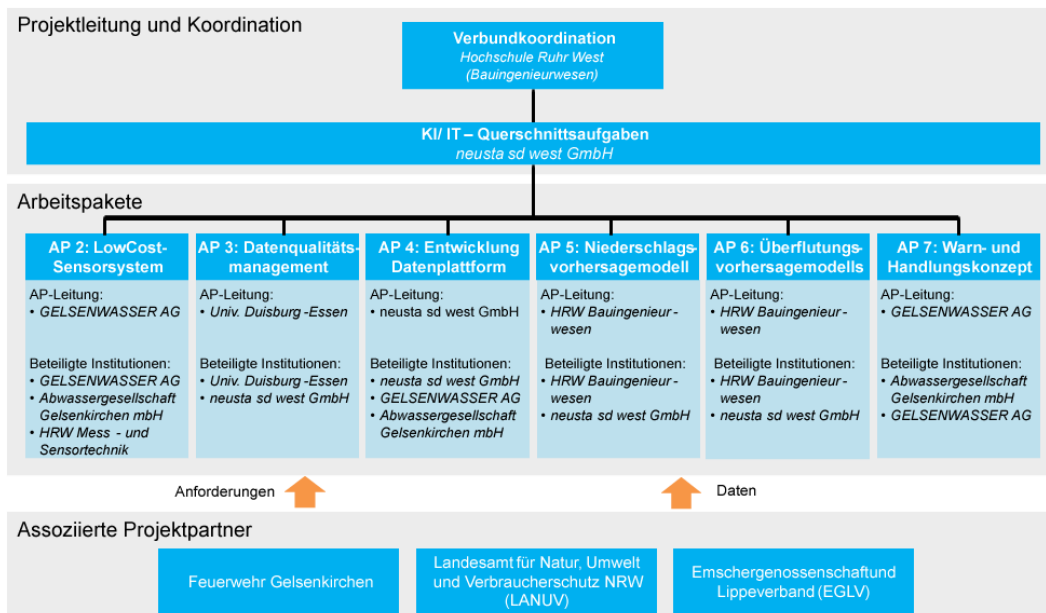 Projektleitung und Koordination
Verbundkoordination
Hochschule Ruhr West
(Bauingenieurwesen)
KI/ IT – Querschnittsaufgaben
neusta sd west GmbH
Arbeitspakete
AP 2: LowCost-
Sensorsystem
AP-Leitung:
• GELSENWASSER AG
Beteiligte Institutionen:
• GELSENWASSER AG
• Abwassergesellschaft
Gelsenkirchen mbH
• HRW Mess - und
Sensortechnik
AP 3: Datenqualitäts-
management
AP-Leitung:
• Univ. Duisburg -Essen
Beteiligte Institutionen:
• Univ. Duisburg -Essen
• neusta sd west GmbH
AP 4: Entwicklung
Datenplattform
AP-Leitung:
• neusta sd west GmbH
Beteiligte Institutionen:
• neusta sd west GmbH
• GELSENWASSER AG
• Abwassergesellschaft
Gelsenkirchen mbH
AP 5: Niederschlags-
vorhersagemodell
AP-Leitung:
• HRW Bauingenieur -
wesen
Beteiligte Institutionen:
• HRW Bauingenieur -
wesen
• neusta sd west GmbH
AP 6: Überflutungs-
vorhersagemodells
AP-Leitung:
• HRW Bauingenieur -
wesen
Beteiligte Institutionen:
• HRW Bauingenieur -
wesen
• neusta sd west GmbH
AP 7: Warn- und
Handlungskonzept
AP-Leitung:
• GELSENWASSER AG
Beteiligte Institutionen:
• Abwassergesellschaft
Gelsenkirchen mbH
• GELSENWASSER AG
Anforderungen
Daten
Assoziierte Projektpartner
Feuerwehr Gelsenkirchen
Landesamt für Natur, Umwelt
und Verbraucherschutz NRW
(LANUV)
Emschergenossenschaftund
Lippeverband (EGLV)